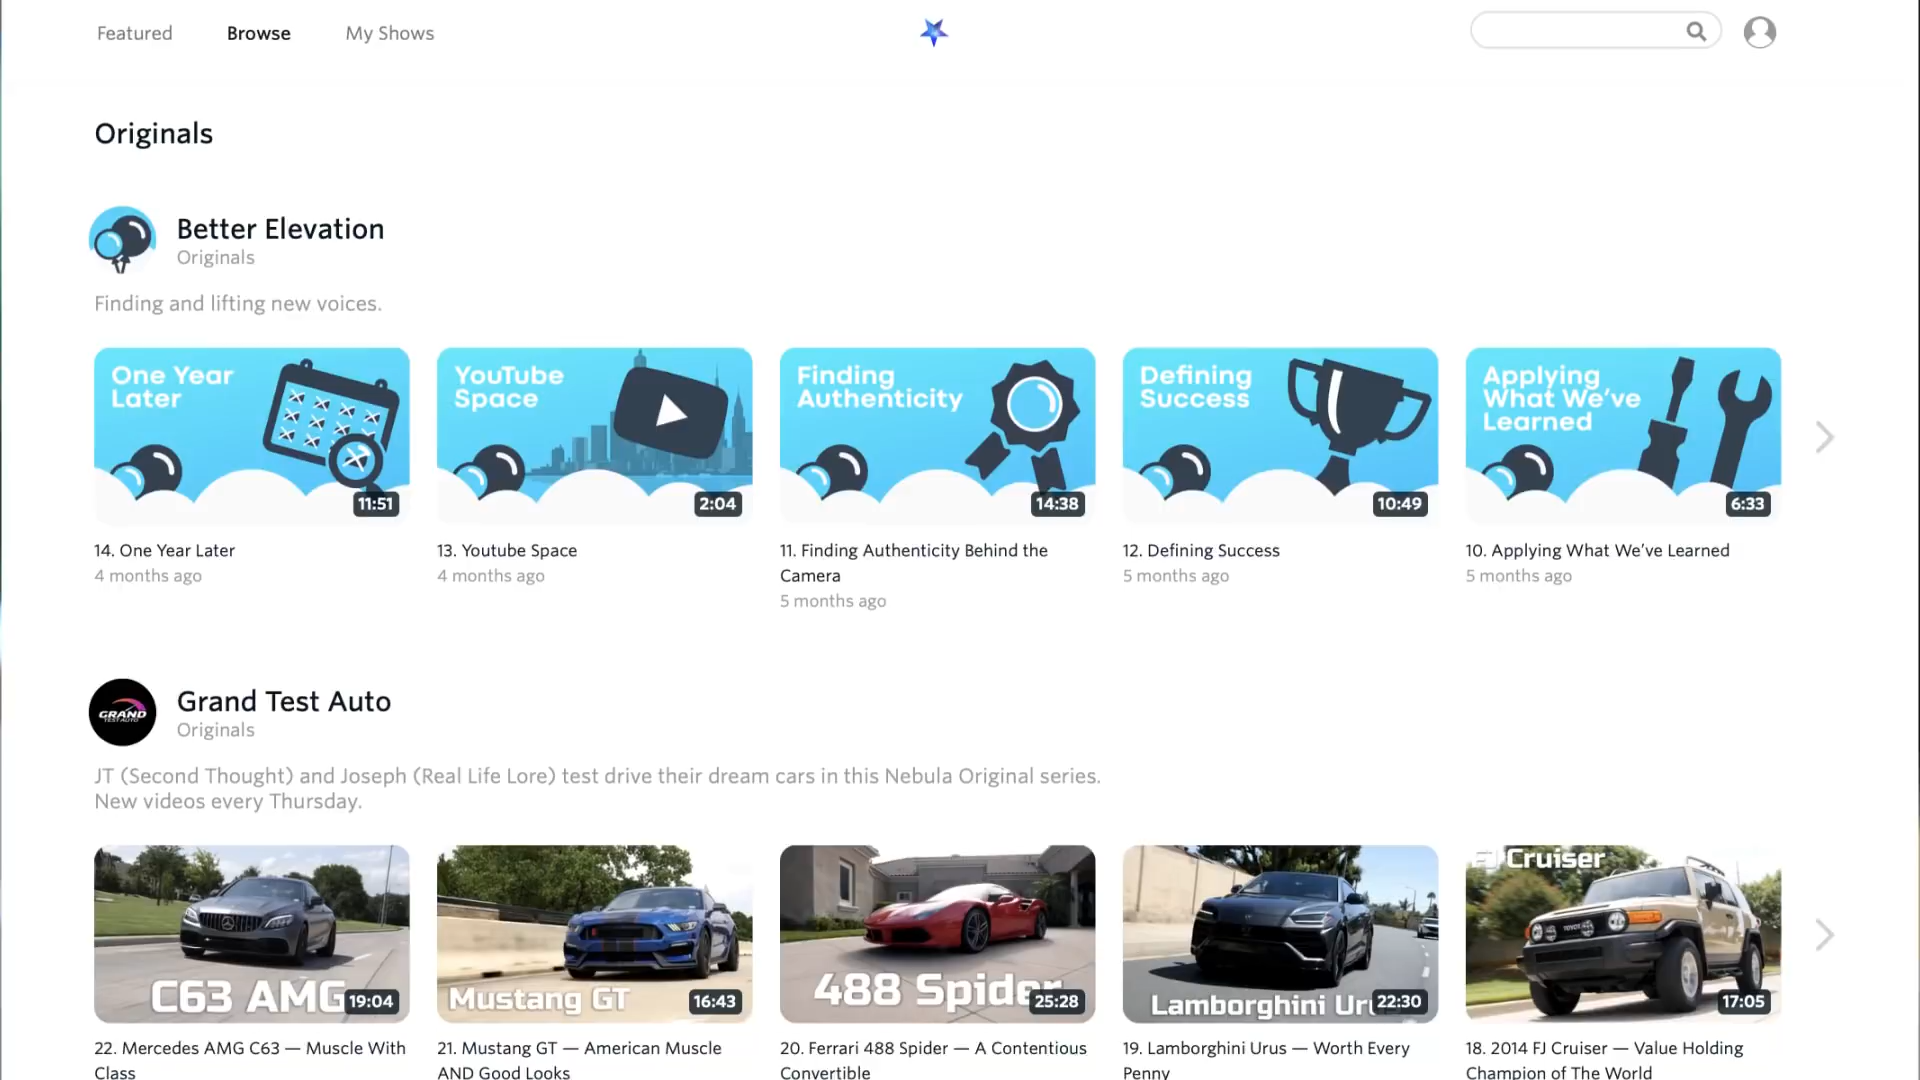 Featured
Browse
My Shows
Originals
Better Elevation
Originals
Finding and lifting new voices.
One Year
Later
11:51
YouTube
Space
2:04
Finding
Authenticity
14:38
Defining
Success
10:49
Applying
What We've
Learned
6:33
14. One Year Later
4 months ago
13. Youtube Space
4 months ago
11. Finding Authenticity Behind the
Camera
5 months ago
12. Defining Success
5 months ago
10. Applying What We've Learned
5 months ago
GRAND
TEST AUTO
Grand Test Auto
Originals
JT (Second Thought) and Joseph (Real Life Lore) test drive their dream cars in this Nebula Original series.
New videos every Thursday.
C63 AMG
19:04
Mustang GT
16:43
488 Spider
25:28
Lamborghini
22:30
FJ Cruiser
TOYOTA
17:05
22. Mercedes AMG C63 — Muscle With
Class
21. Mustang GT — American Muscle
AND Good Looks
20. Ferrari 488 Spider — A Contentious
Convertible
19. Lamborghini Urus — Worth Every
Penny
18. 2014 FJ Cruiser — Value Holding
Champion of The World